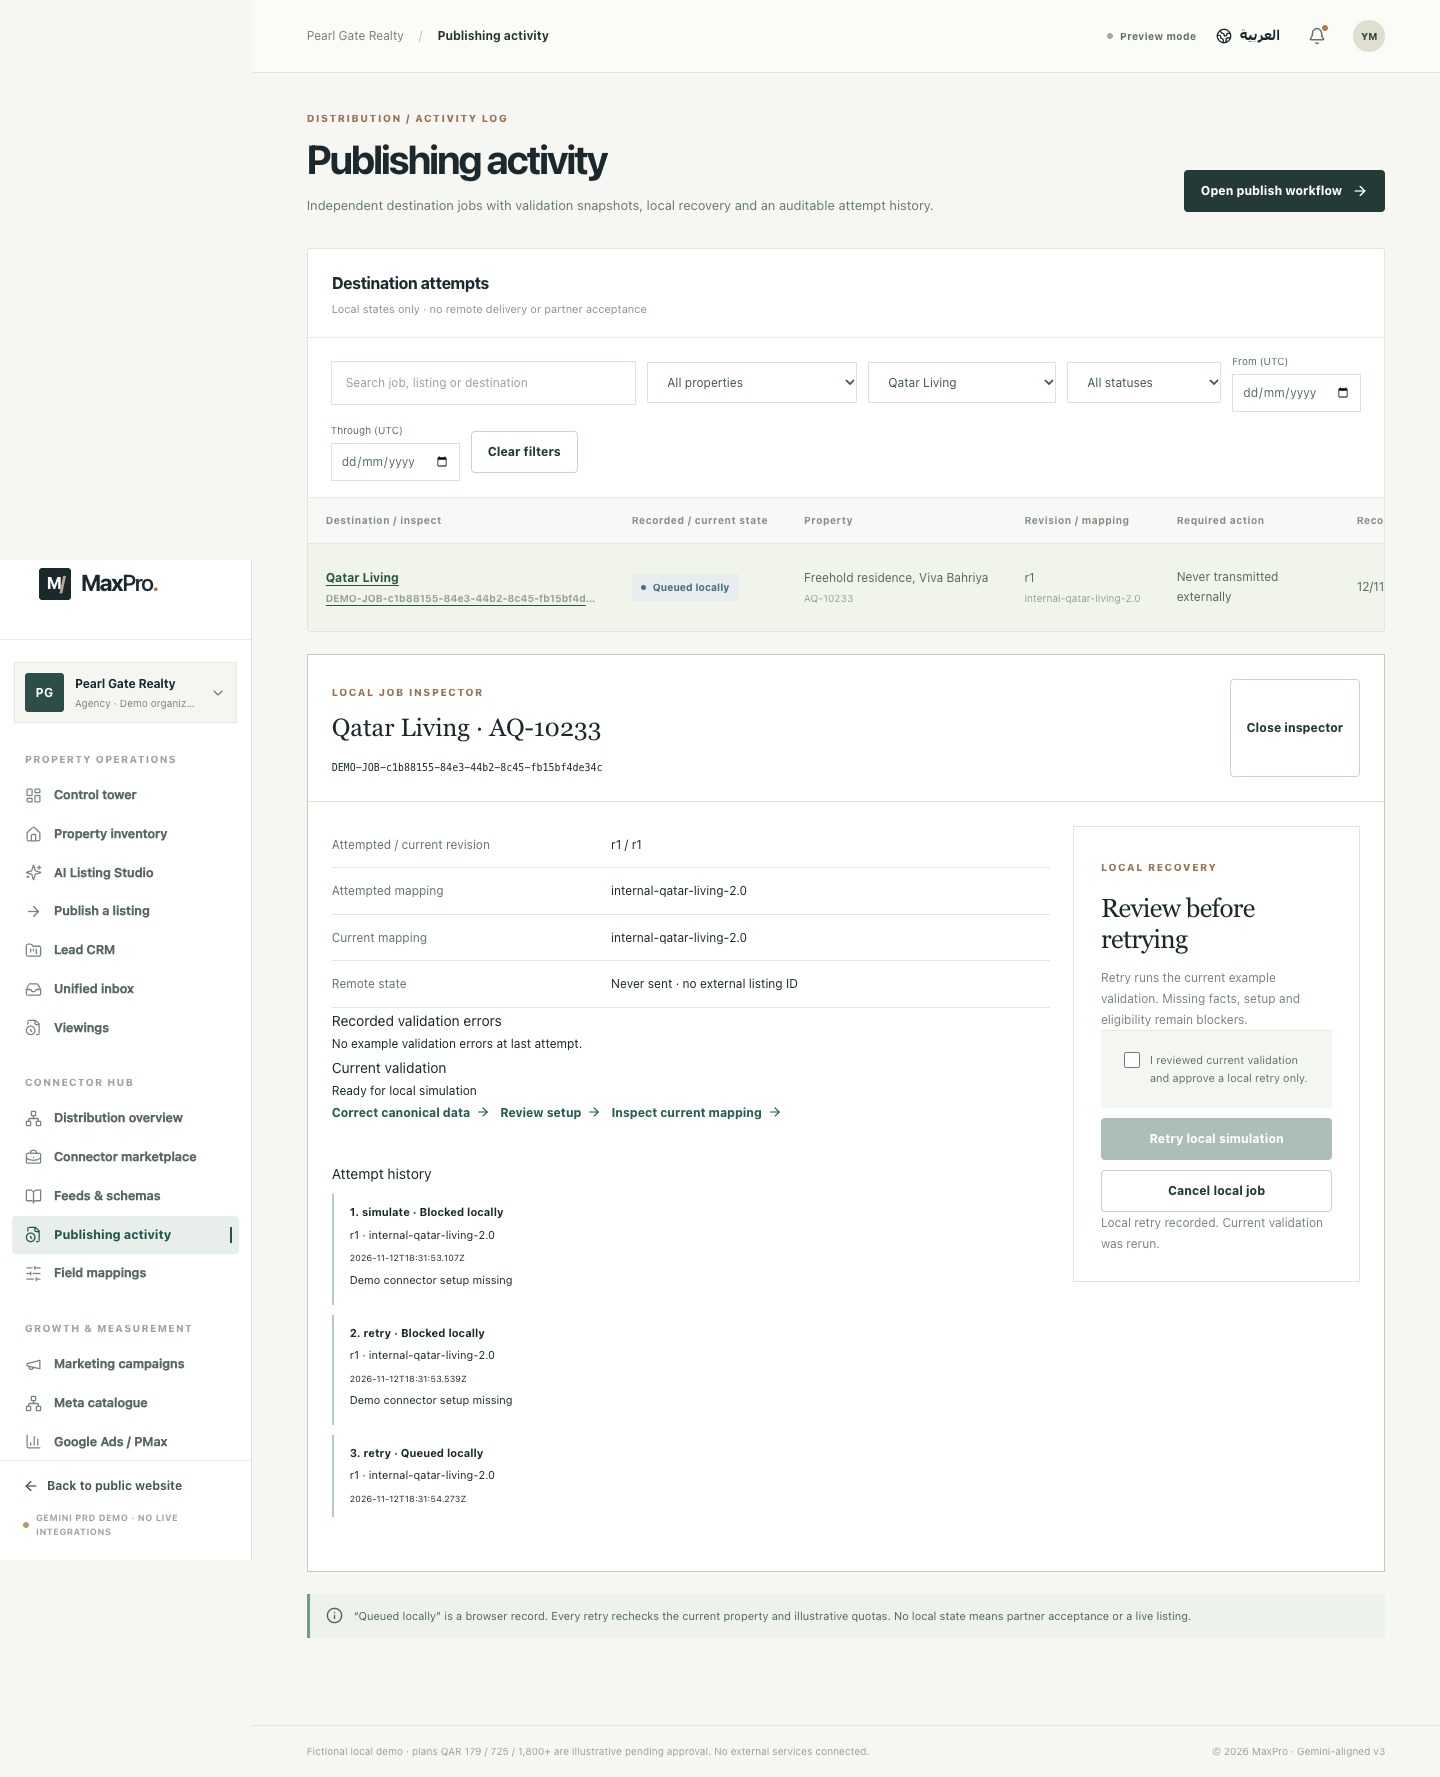 Pearl Gate Realty / Publishing activity
Preview mode
العربية
YM
DISTRIBUTION / ACTIVITY LOG
Publishing activity
Independent destination jobs with validation snapshots, local recovery and an auditable attempt history.
Open publish workflow
Destination attempts
Local states only · no remote delivery or partner acceptance
Search job, listing or destination
All properties
Qatar Living
All statuses
From (UTC)
dd/mm/yyyy
Through (UTC)
dd/mm/yyyy
Clear filters
Destination / inspect
Recorded / current state
Property
Revision / mapping
Required action
Reco
Qatar Living
DEMO-JOB-c1b88155-84e3-44b2-8c45-fb15bf4d...
Queued locally
Freehold residence, Viva Bahriya
AQ-10233
r1
internal-qatar-living-2.0
Never transmitted
externally
12/11
M/ MaxPro.
PG
Pearl Gate Realty
Agency · Demo organiz...
PROPERTY OPERATIONS
Control tower
Property inventory
AI Listing Studio
Publish a listing
Lead CRM
Unified inbox
Viewings
CONNECTOR HUB
Distribution overview
Connector marketplace
Feeds & schemas
Publishing activity
Field mappings
GROWTH & MEASUREMENT
Marketing campaigns
Meta catalogue
Google Ads / PMax
Back to public website
GEMINI PRD DEMO · NO LIVE
INTEGRATIONS
LOCAL JOB INSPECTOR
Qatar Living · AQ-10233
DEMO-JOB-c1b88155-84e3-44b2-8c45-fb15bf4de34c
Close inspector
Attempted / current revision
r1 / r1
Attempted mapping
internal-qatar-living-2.0
Current mapping
internal-qatar-living-2.0
Remote state
Never sent · no external listing ID
Recorded validation errors
No example validation errors at last attempt.
Current validation
Ready for local simulation
Correct canonical data
Review setup
Inspect current mapping
Attempt history
1. simulate · Blocked locally
r1 · internal-qatar-living-2.0
2026-11-12T18:31:53.107Z
Demo connector setup missing
2. retry · Blocked locally
r1 · internal-qatar-living-2.0
2026-11-12T18:31:53.539Z
Demo connector setup missing
3. retry · Queued locally
r1 · internal-qatar-living-2.0
2026-11-12T18:31:54.273Z
LOCAL RECOVERY
Review before
retrying
Retry runs the current example
validation. Missing facts, setup and
eligibility remain blockers.
I reviewed current validation
and approve a local retry only.
Retry local simulation
Cancel local job
Local retry recorded. Current validation
was rerun.
“Queued locally” is a browser record. Every retry rechecks the current property and illustrative quotas. No local state means partner acceptance or a live listing.
Fictional local demo · plans QAR 179 / 725 / 1,800+ are illustrative pending approval. No external services connected.
© 2026 MaxPro · Gemini-aligned v3